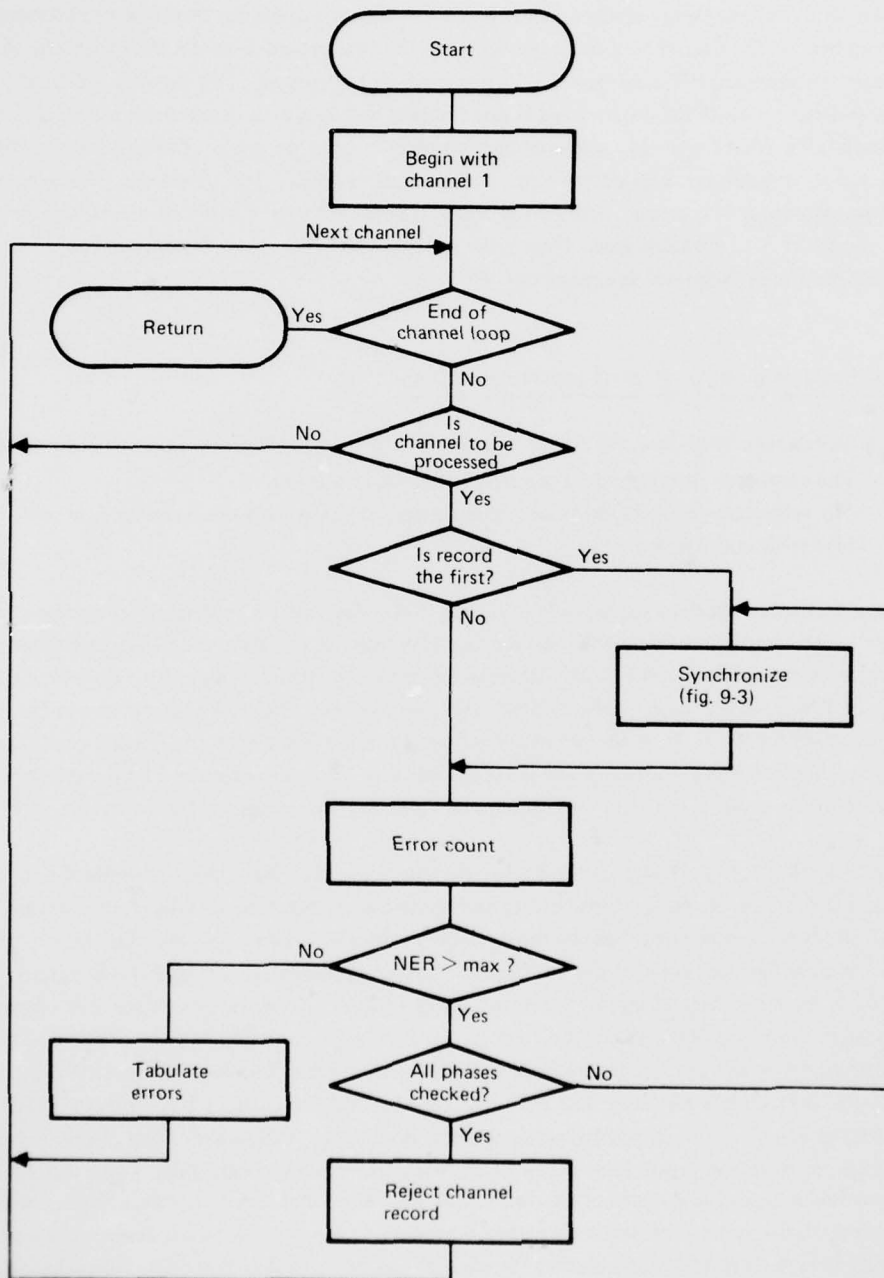 Start
Begin with
channel 1
Next channel
End of
channel loop
Yes
Return
No
Is
channel to be
processed
No
Yes
Is record
the first?
Yes
No
Synchronize
(fig. 9-3)
Error count
NER > max ?
No
Yes
Tabulate
errors
All phases
checked?
No
Yes
Reject channel
record